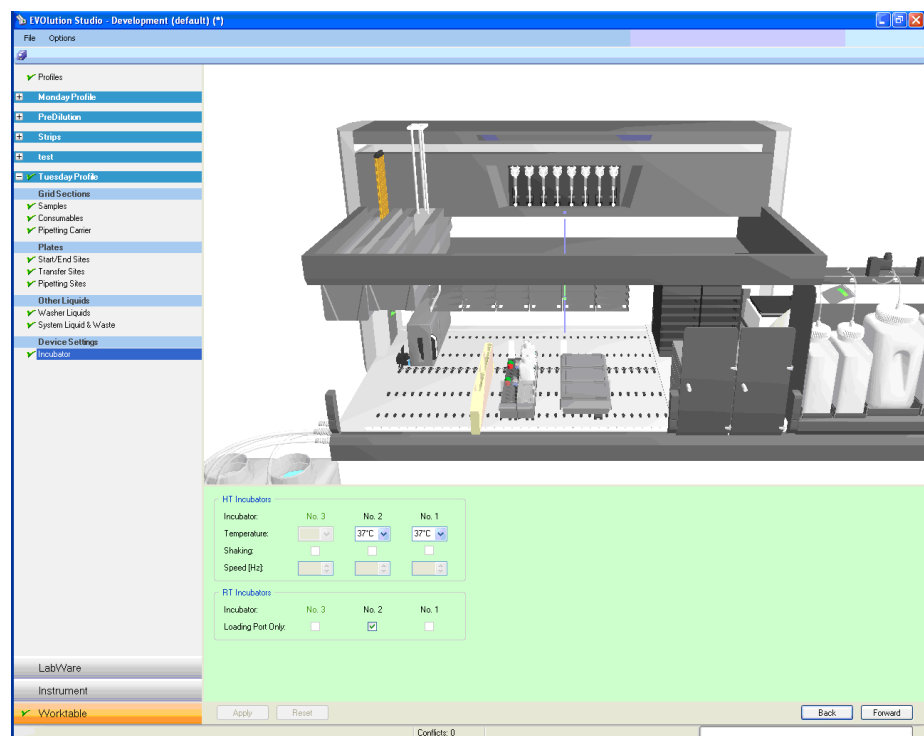 EVOlution Studio - Development (default) (*)
File Options
Profiles
Monday Profile
PreDilution
Strips
test
Tuesday Profile
Grid Sections
Samples
Consumables
Pipetting Carrier
Plates
Start/End Sites
Transfer Sites
Pipetting Sites
Other Liquids
Washer Liquids
System Liquid & Waste
Device Settings
Incubator
LabWare
Instrument
Worktable
HT Incubators
Incubator: No. 3 No. 2 No. 1
Temperature: 37°C 37°C
Shaking:
Speed [Hz]:
RT Incubators
Incubator: No. 3 No. 2 No. 1
Loading Port Only:
Apply Reset Back Forward
Conflicts: 0